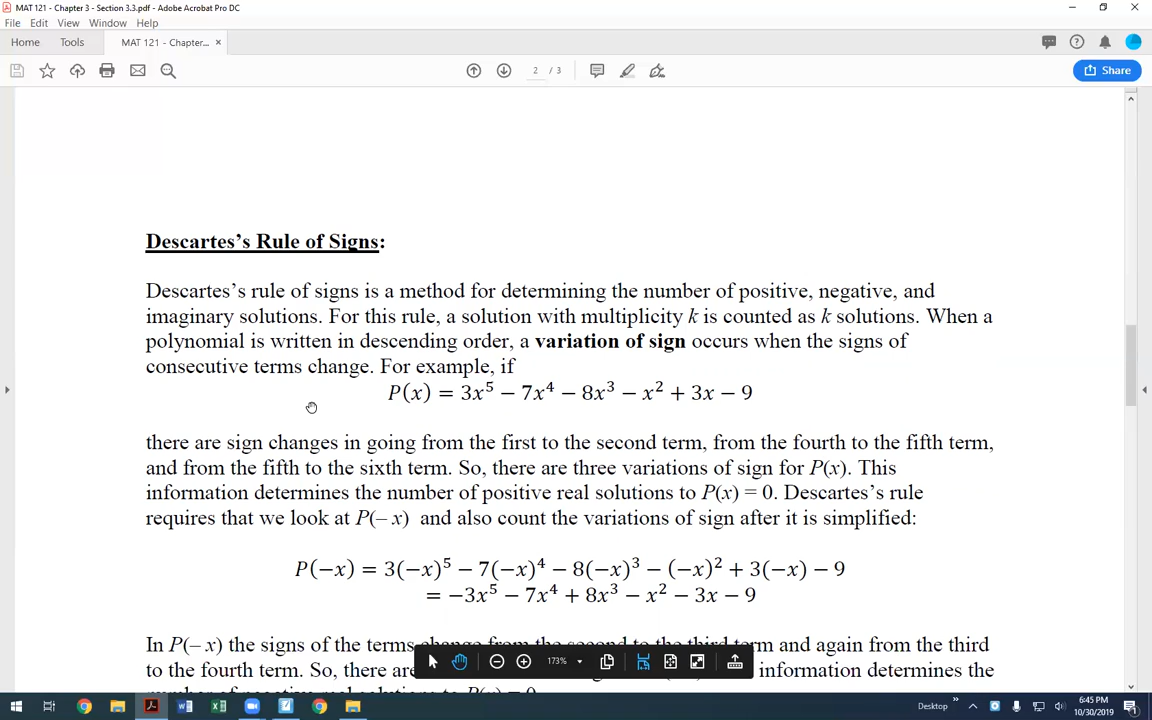 MAT 121 - Chapter 3 - Section 3.3.pdf - Adobe Acrobat Pro DC
File Edit View Window Help
Home Tools MAT 121 - Chapter... ×
2 / 3
Share
Descartes's Rule of Signs:
Descartes's rule of signs is a method for determining the number of positive, negative, and
imaginary solutions. For this rule, a solution with multiplicity k is counted as k solutions. When a
polynomial is written in descending order, a variation of sign occurs when the signs of
consecutive terms change. For example, if
P(x) = 3x⁵ − 7x⁴ − 8x³ − x² + 3x − 9
there are sign changes in going from the first to the second term, from the fourth to the fifth term,
and from the fifth to the sixth term. So, there are three variations of sign for P(x). This
information determines the number of positive real solutions to P(x) = 0. Descartes's rule
requires that we look at P(– x) and also count the variations of sign after it is simplified:
P(−x) = 3(−x)⁵ − 7(−x)⁴ − 8(−x)³ − (−x)² + 3(−x) − 9
= −3x⁵ − 7x⁴ + 8x³ − x² − 3x − 9
In P(– x) the signs of the terms change from the second to the third term and again from the third
to the fourth term. So, there are information determines the
number of negative real solutions to P(x) = 0
173%
Desktop
6:45 PM
10/30/2019